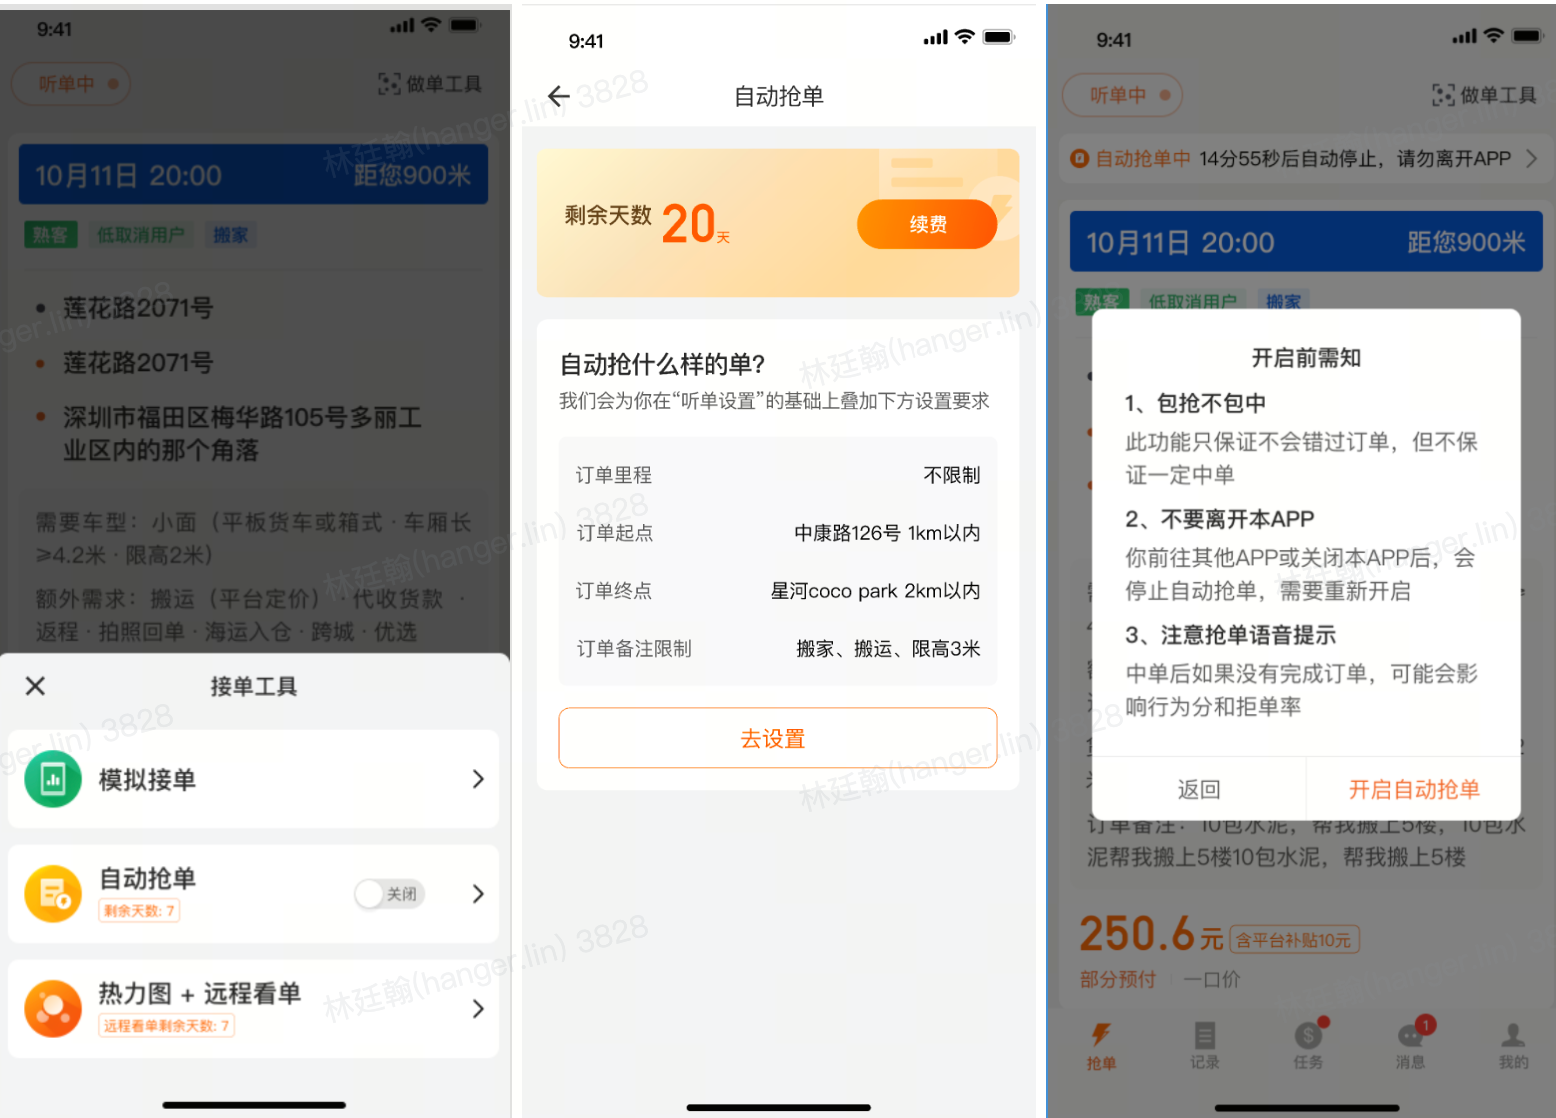 9:41
听单中
做单工具
10月11日 20:00
距您900米
熟客
低取消用户
搬家
莲花路2071号
莲花路2071号
深圳市福田区梅华路105号多丽工
业区内的那个角落
需要车型：小面（平板货车或箱式 · 车厢长
≥4.2米 · 限高2米）
额外需求：搬运（平台定价） · 代收货款 ·
返程 · 拍照回单 · 海运入仓 · 跨城 · 优选
接单工具
模拟接单
自动抢单
剩余天数: 7
关闭
热力图 + 远程看单
远程看单剩余天数: 7
9:41
自动抢单
剩余天数 20天
续费
自动抢什么样的单?
我们会为你在“听单设置”的基础上叠加下方设置要求
订单里程
不限制
订单起点
中康路126号 1km以内
订单终点
星河coco park 2km以内
订单备注限制
搬家、搬运、限高3米
去设置
9:41
听单中
做单工具
自动抢单中 14分55秒后自动停止，请勿离开APP
10月11日 20:00
距您900米
熟客
低取消用户
搬家
开启前需知
1、包抢不包中
此功能只保证不会错过订单，但不保
证一定中单
2、不要离开本APP
你前往其他APP或关闭本APP后，会
停止自动抢单，需要重新开启
3、注意抢单语音提示
中单后如果没有完成订单，可能会影
响行为分和拒单率
返回
开启自动抢单
订单备注：10包水泥，帮我搬上5楼，10包水
泥帮我搬上5楼10包水泥，帮我搬上5楼
250.6元
含平台补贴10元
部分预付
一口价
抢单
记录
任务
1
消息
我的
林廷翰(hanger.lin) 3828